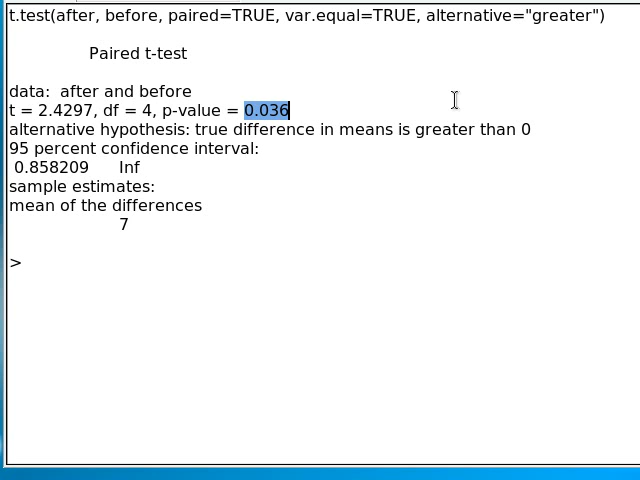 t.test(after, before, paired=TRUE, var.equal=TRUE, alternative="greater")
Paired t-test
data:  after and before
t = 2.4297, df = 4, p-value = 0.036
alternative hypothesis: true difference in means is greater than 0
95 percent confidence interval:
0.858209      Inf
sample estimates:
mean of the differences
7
>